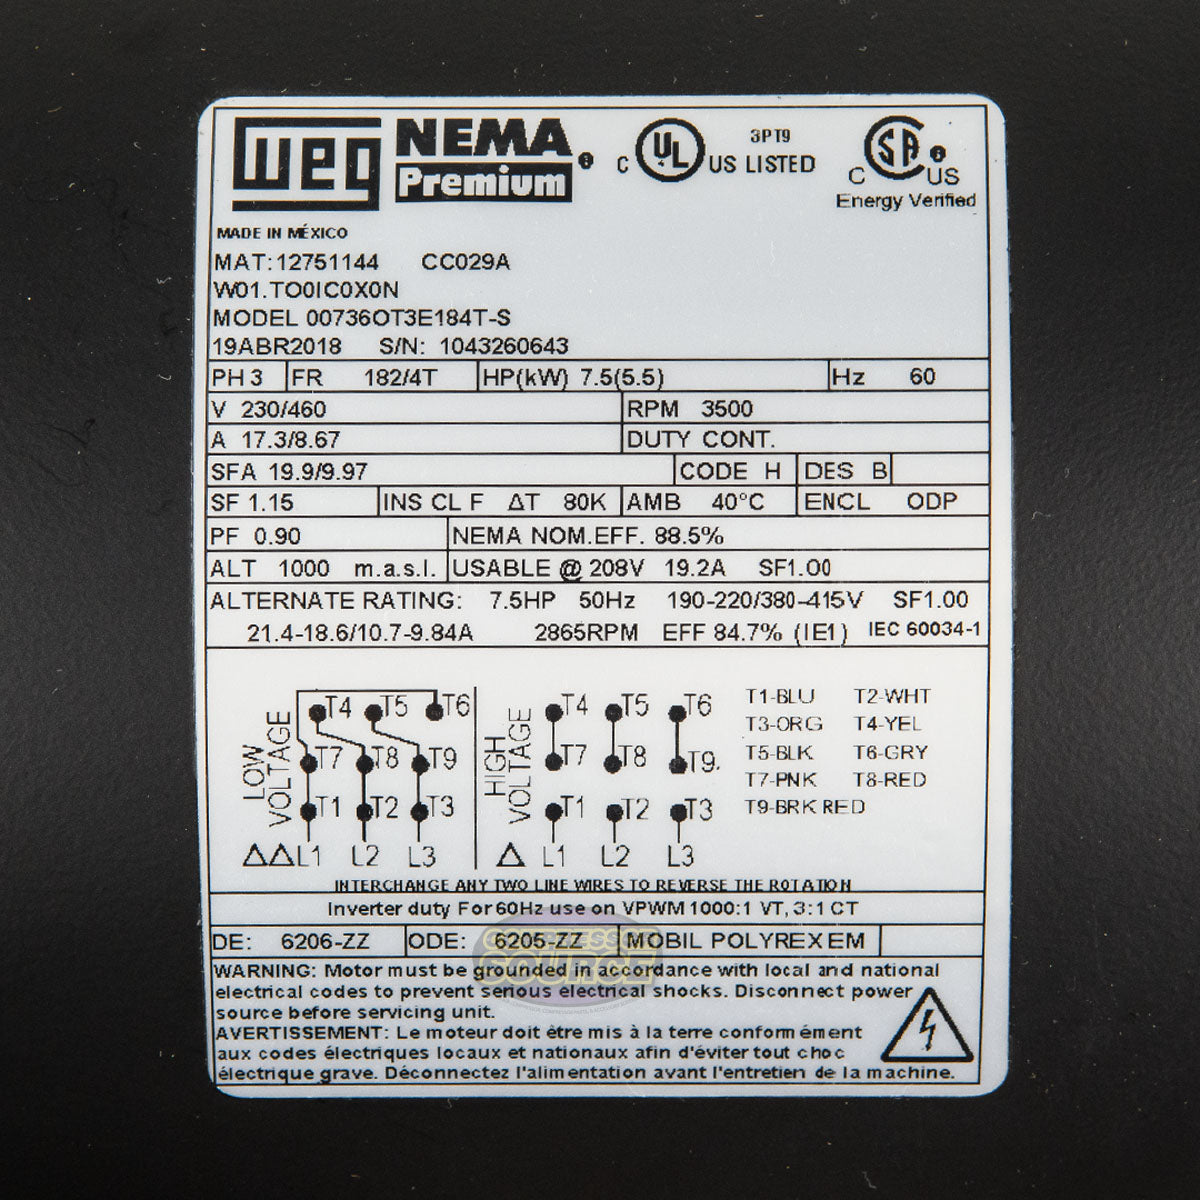 weg NEMA Premium
C UL US LISTED 3PT9
C SA US
Energy Verified
MADE IN MÉXICO
MAT:12751144 CC029A
W01.TO0IC0X0N
MODEL 00736OT3E184T-S
19ABR2018 S/N: 1043260643
PH 3 FR 182/4T HP(kW) 7.5(5.5) Hz 60
V 230/460 RPM 3500
A 17.3/8.67 DUTY CONT.
SFA 19.9/9.97 CODE H DES B
SF 1.15 INS CL F ΔT 80K AMB 40°C ENCL ODP
PF 0.90 NEMA NOM.EFF. 88.5%
ALT 1000 m.a.s.l. USABLE @ 208V 19.2A SF1.00
ALTERNATE RATING: 7.5HP 50Hz 190-220/380-415V SF1.00
21.4-18.6/10.7-9.84A 2865RPM EFF 84.7% (IE1) IEC 60034-1
LOW VOLTAGE
T4 T5 T6
T7 T8 T9
T1 T2 T3
ΔΔ L1 L2 L3
HIGH VOLTAGE
T4 T5 T6
T7 T8 T9.
T1 T2 T3
Δ L1 L2 L3
T1-BLU T2-WHT
T3-ORG T4-YEL
T5-BLK T6-GRY
T7-PNK T8-RED
T9-BRK RED
INTERCHANGE ANY TWO LINE WIRES TO REVERSE THE ROTATION
Inverter duty For 60Hz use on VPWM 1000:1 VT, 3:1 CT
DE: 6206-ZZ ODE: 6205-ZZ MOBIL POLYREX EM
COMPRESSOR
SOURCE
WARNING: Motor must be grounded in accordance with local and national
electrical codes to prevent serious electrical shocks. Disconnect power
source before servicing unit.
AVERTISSEMENT: Le moteur doit être mis à la terre conformément
aux codes électriques locaux et nationaux afin d'éviter tout choc
électrique grave. Déconnectez l'alimentation avant l'entretien de la machine.